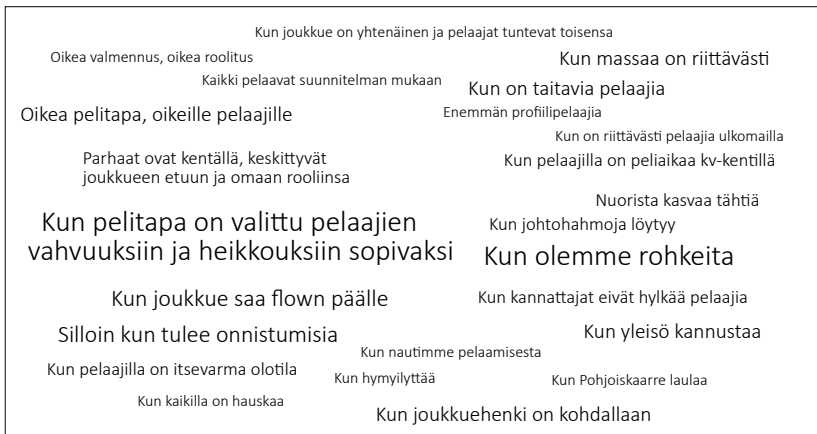 Kun joukkue on yhtenäinen ja pelaajat tuntevat toisensa
Oikea valmennus, oikea roolitus
Kun massaa on riittävästi
Kaikki pelaavat suunnitelman mukaan
Kun on taitavia pelaajia
Oikea pelitapa, oikeille pelaajille
Enemmän profiilipelaajia
Kun on riittävästi pelaajia ulkomailla
Parhaat ovat kentällä, keskittyvät
joukkueen etuun ja omaan rooliinsa
Kun pelaajilla on peliaikaa kv-kentillä
Nuorista kasvaa tähtiä
Kun pelitapa on valittu pelaajien
vahvuuksiin ja heikkouksiin sopivaksi
Kun johtohahmoja löytyy
Kun olemme rohkeita
Kun joukkue saa flown päälle
Kun kannattajat eivät hylkää pelaajia
Silloin kun tulee onnistumisia
Kun yleisö kannustaa
Kun nautimme pelaamisesta
Kun pelaajilla on itsevarma olotila
Kun hymyilyttää
Kun Pohjoiskaarre laulaa
Kun kaikilla on hauskaa
Kun joukkuehenki on kohdallaan